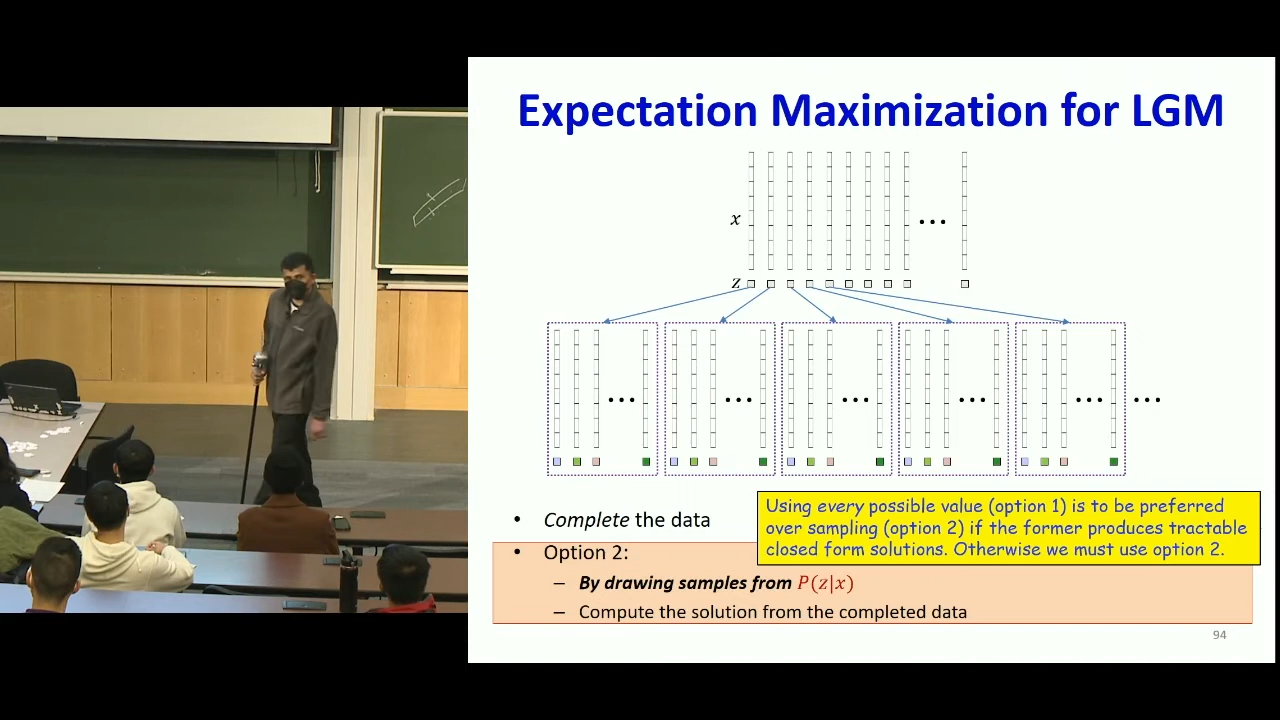 Expectation Maximization for LGM
x
...
z
... ... ... ... ... ...
• Complete the data
Using every possible value (option 1) is to be preferred
over sampling (option 2) if the former produces tractable
closed form solutions. Otherwise we must use option 2.
• Option 2:
– By drawing samples from P(z|x)
– Compute the solution from the completed data
94